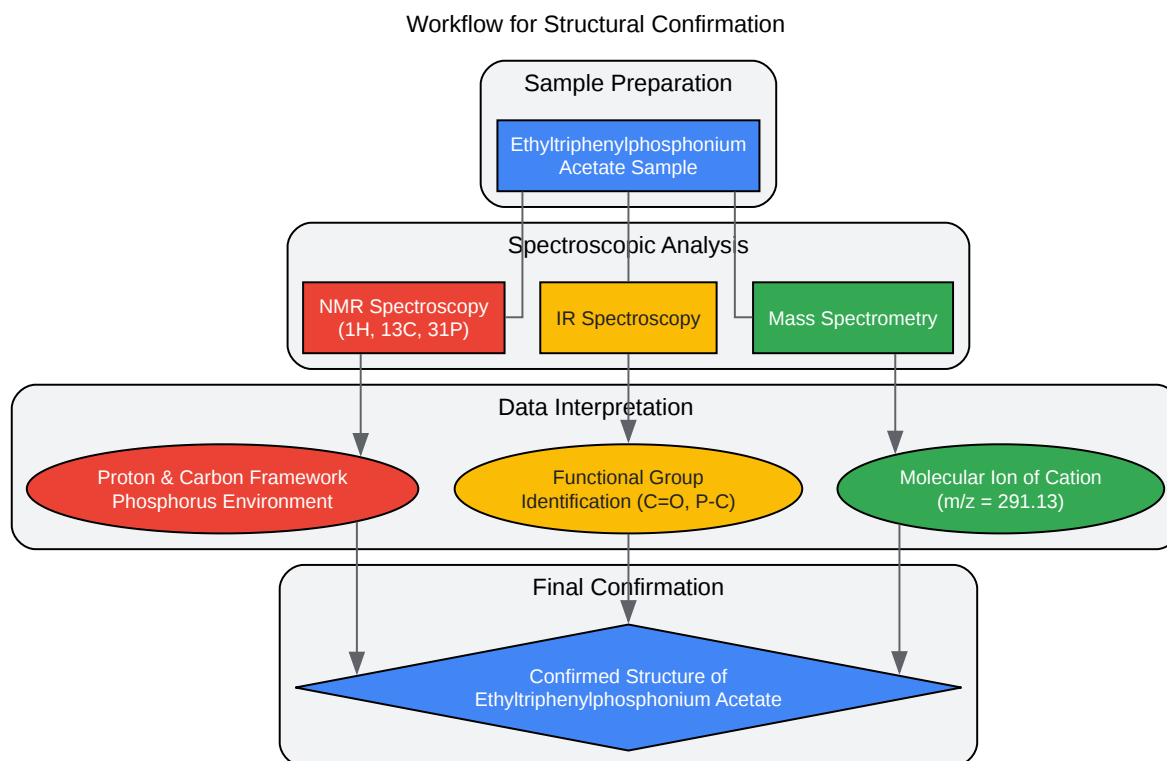 Workflow for Structural Confirmation
Sample Preparation
Ethyltriphenylphosphonium
Acetate Sample
Spectroscopic Analysis
NMR Spectroscopy
(1H, 13C, 31P)
IR Spectroscopy
Mass Spectrometry
Data Interpretation
Proton & Carbon Framework
Phosphorus Environment
Functional Group
Identification (C=O, P-C)
Molecular Ion of Cation
(m/z = 291.13)
Final Confirmation
Confirmed Structure of
Ethyltriphenylphosphonium Acetate